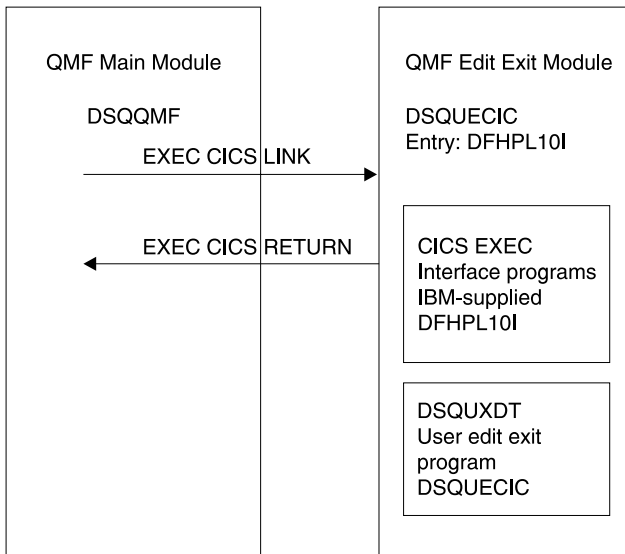 QMF Main Module
DSQQMF
EXEC CICS LINK
EXEC CICS RETURN
QMF Edit Exit Module
DSQUECIC
Entry: DFHPL10I
CICS EXEC
Interface programs
IBM-supplied
DFHPL10I
DSQUXDT
User edit exit
program
DSQUECIC